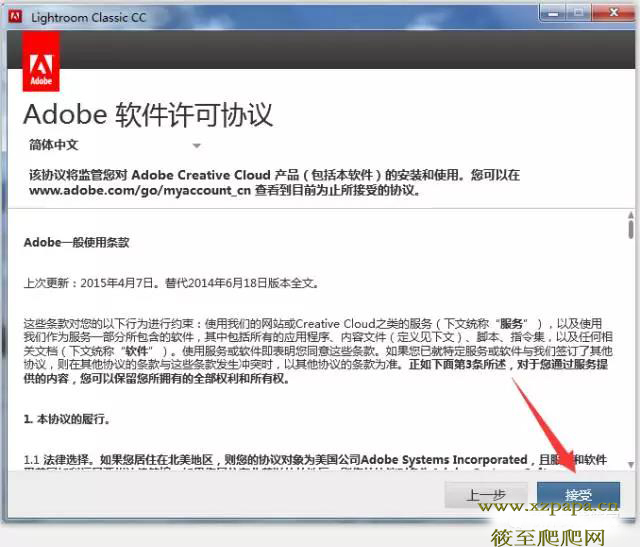 Lightroom Classic CC
Adobe
Adobe 软件许可协议
简体中文
该协议将监管您对 Adobe Creative Cloud 产品（包括本软件）的安装和使用。您可以在
www.adobe.com/go/myaccount_cn 查看到目前为止所接受的协议。
Adobe一般使用条款
上次更新：2015年4月7日。替代2014年6月18日版本全文。
这些条款对您的以下行为进行约束：使用我们的网站或Creative Cloud之类的服务（下文统称“服务”），以及使用
我们作为服务一部分所包含的软件，其中包括所有的应用程序、内容文件（定义见下文）、脚本、指令集，以及任何相
关文档（下文统称“软件”）。使用服务或软件即表明您同意这些条款。如果您已就特定服务或软件与我们签订了其他
协议，则在其他协议的条款与这些条款发生冲突时，以其他协议的条款为准。正如下面第3条所述，对于您通过服务提
供的内容，您可以保留您所拥有的全部权利和所有权。
1. 本协议的履行。
1.1 法律选择。如果您居住在北美地区，则您的协议对象为美国公司Adobe Systems Incorporated，且服务和软件
上一步
接受
www.xzpapa.cn
筱至爬爬网